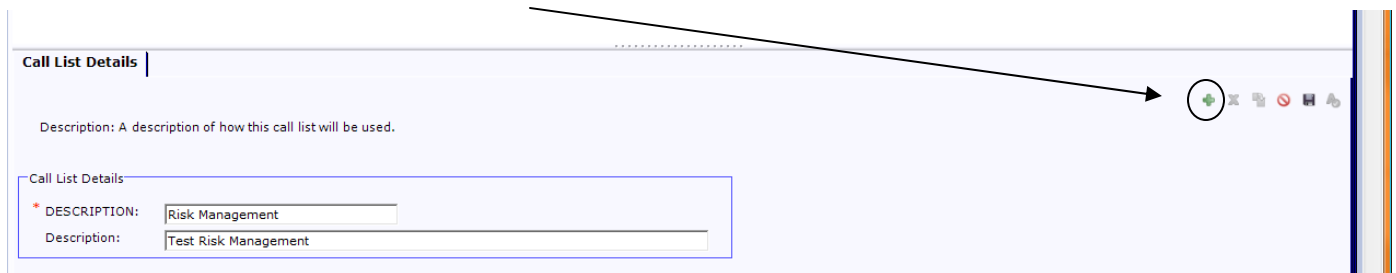 Call List Details
Description: A description of how this call list will be used.
Call List Details
* DESCRIPTION: Risk Management
Description: Test Risk Management